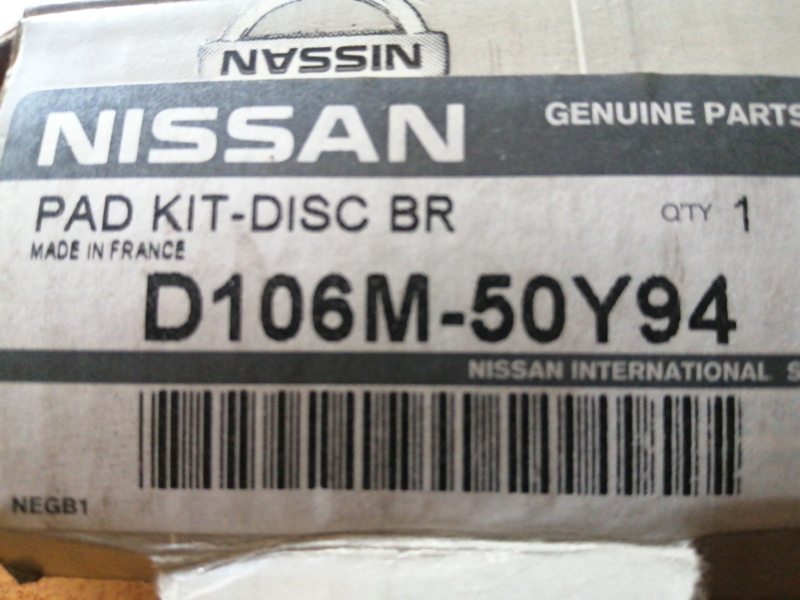 NISSAN
NISSAN
GENUINE PARTS
PAD KIT-DISC BR
QTY 1
MADE IN FRANCE
D106M-50Y94
NISSAN INTERNATIONAL S
NEGB1